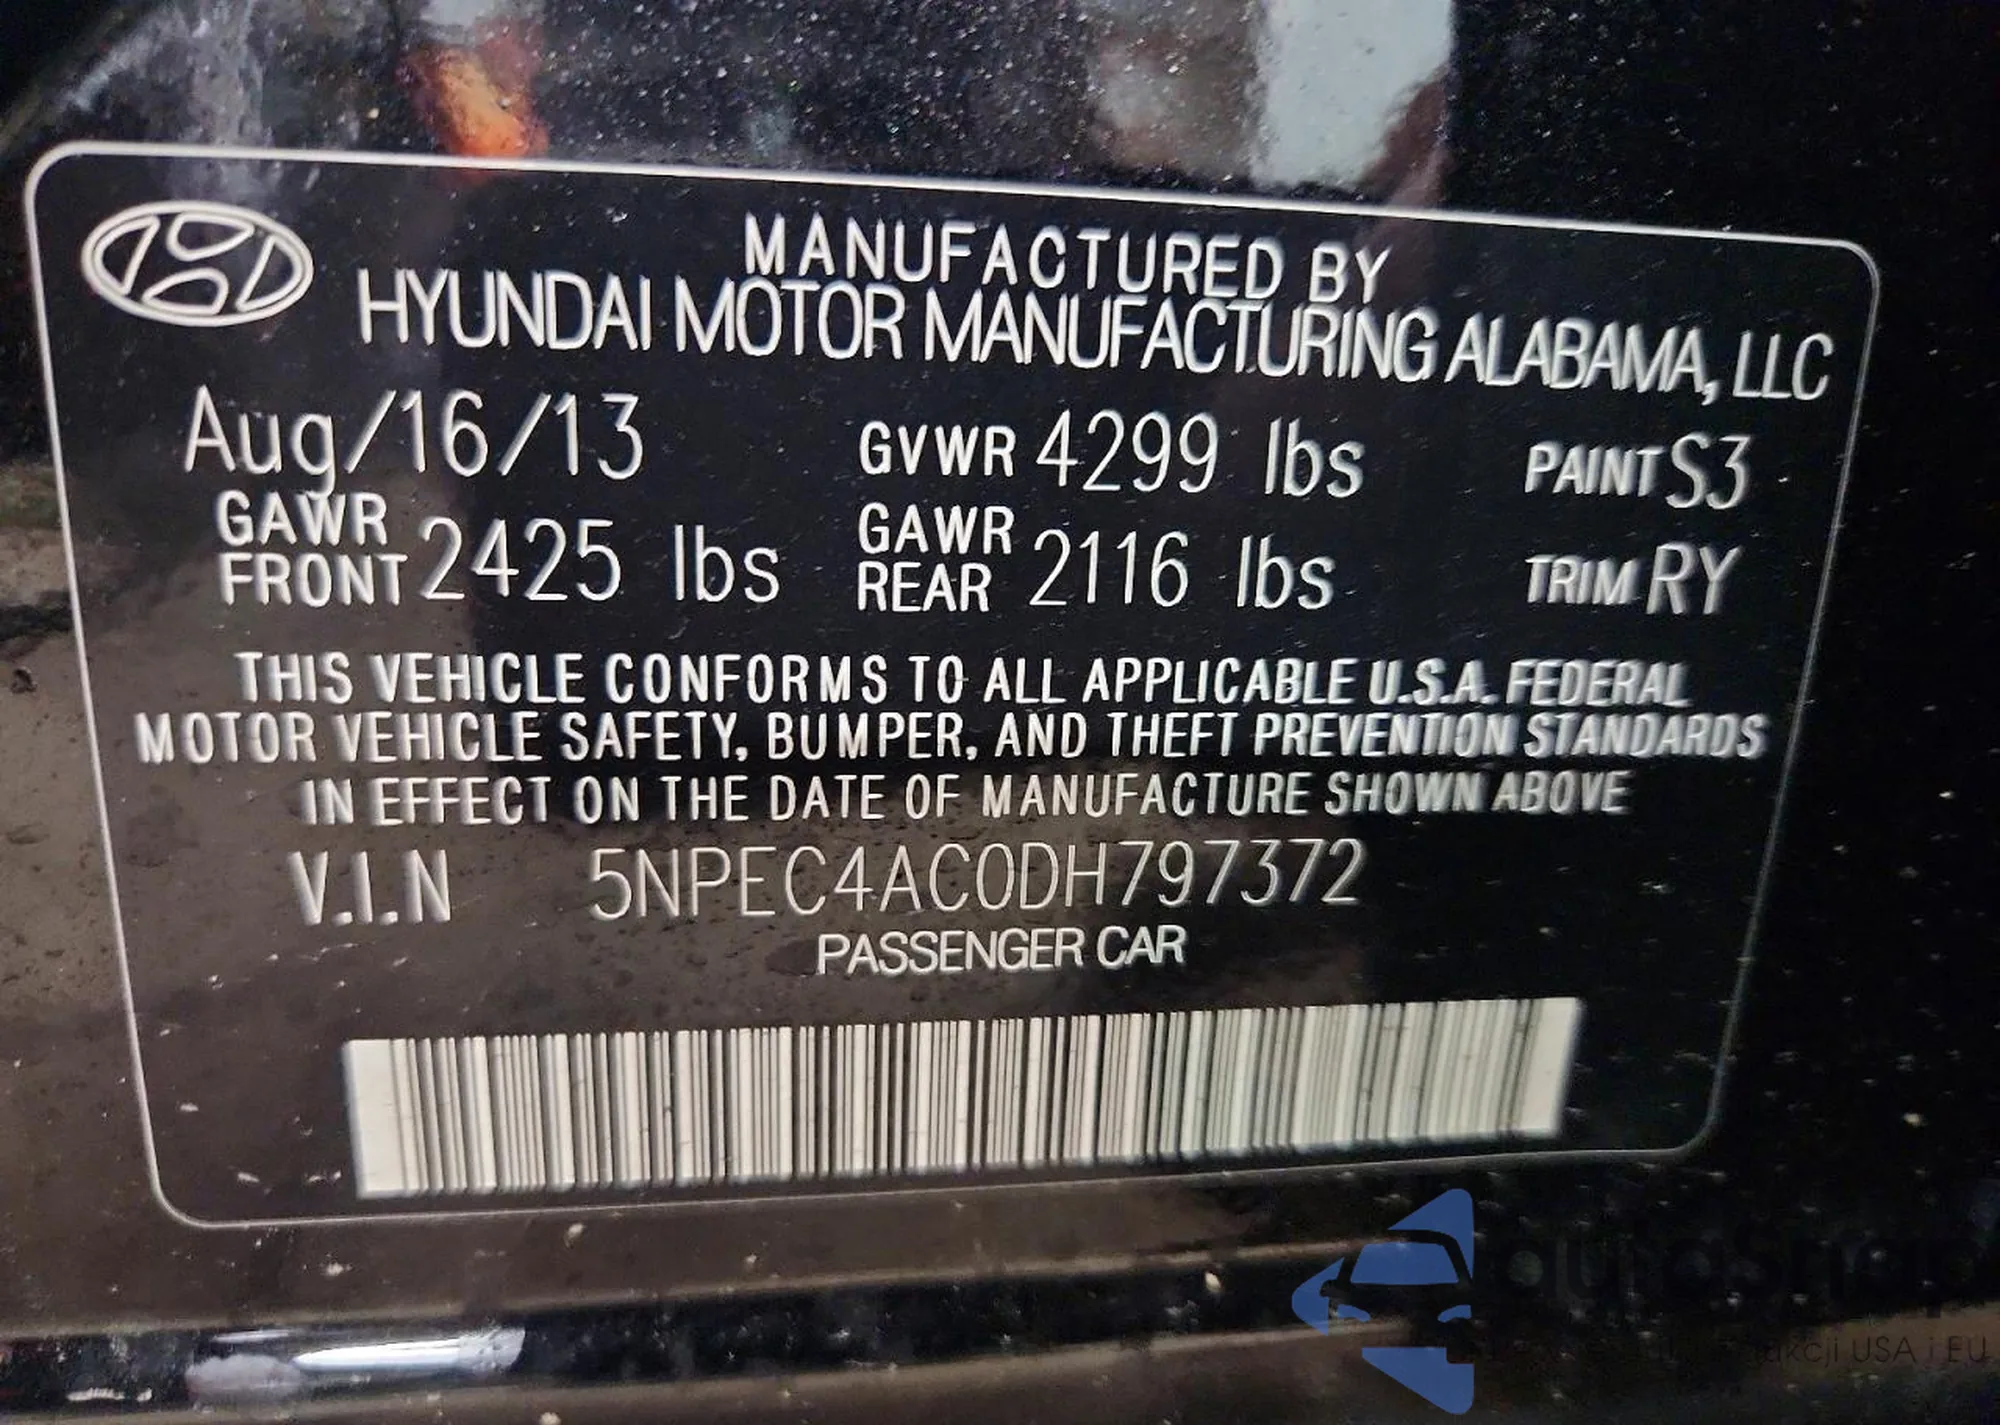 MANUFACTURED BY
HYUNDAI MOTOR MANUFACTURING ALABAMA, LLC
Aug/16/13 GVWR 4299 lbs PAINT S3
GAWR FRONT 2425 lbs GAWR REAR 2116 lbs TRIM RY
THIS VEHICLE CONFORMS TO ALL APPLICABLE U.S.A. FEDERAL
MOTOR VEHICLE SAFETY, BUMPER, AND THEFT PREVENTION STANDARDS
IN EFFECT ON THE DATE OF MANUFACTURE SHOWN ABOVE
V.I.N 5NPEC4AC0DH797372
PASSENGER CAR
USA i EU